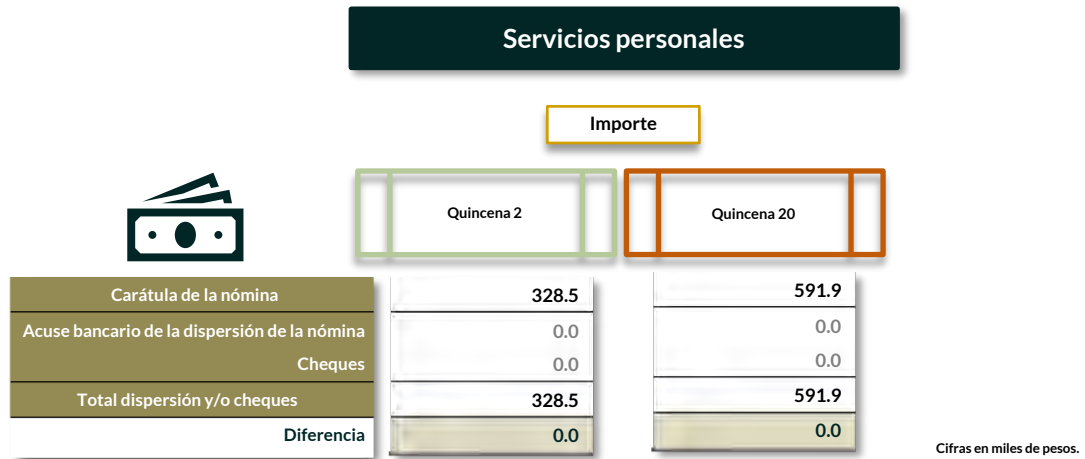 Servicios personales
Importe
Quincena 2
Quincena 20
Carátula de la nómina 328.5 591.9
Acuse bancario de la dispersión de la nómina 0.0 0.0
Cheques 0.0 0.0
Total dispersión y/o cheques 328.5 591.9
Diferencia 0.0 0.0
Cifras en miles de pesos.